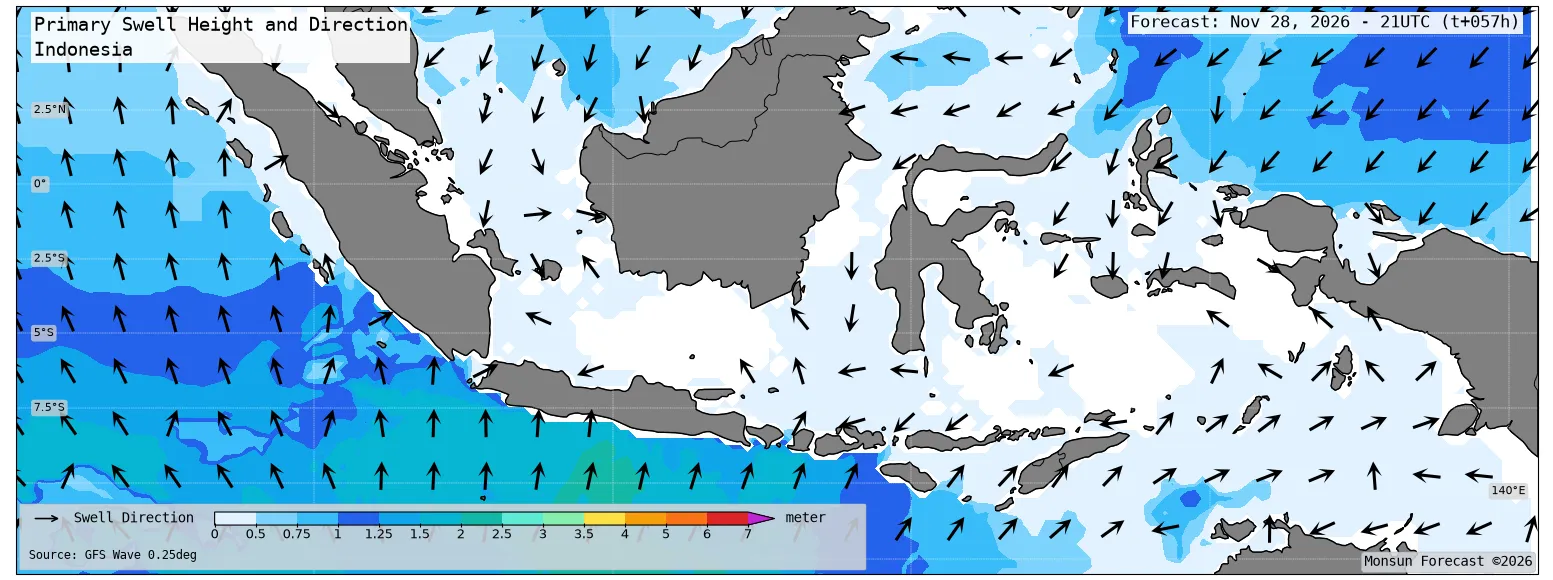 Primary Swell Height and Direction
Indonesia
Forecast: Nov 28, 2026 - 21UTC (t+057h)
2.5°N
0°
2.5°S
5°S
7.5°S
140°E
Swell Direction
meter
0 0.5 0.75 1 1.25 1.5 2 2.5 3 3.5 4 5 6 7
Source: GFS Wave 0.25deg
Monsun Forecast ©2026